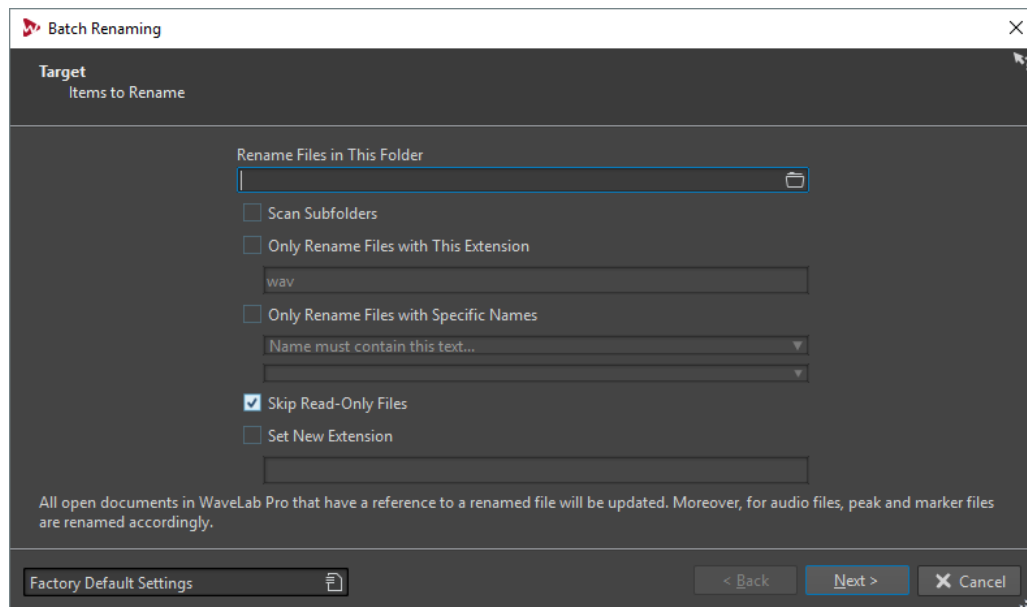 Batch Renaming
Target
Items to Rename
Rename Files in This Folder
Scan Subfolders
Only Rename Files with This Extension
wav
Only Rename Files with Specific Names
Name must contain this text...
Skip Read-Only Files
Set New Extension
All open documents in WaveLab Pro that have a reference to a renamed file will be updated. Moreover, for audio files, peak and marker files
are renamed accordingly.
Factory Default Settings
< Back
Next >
Cancel